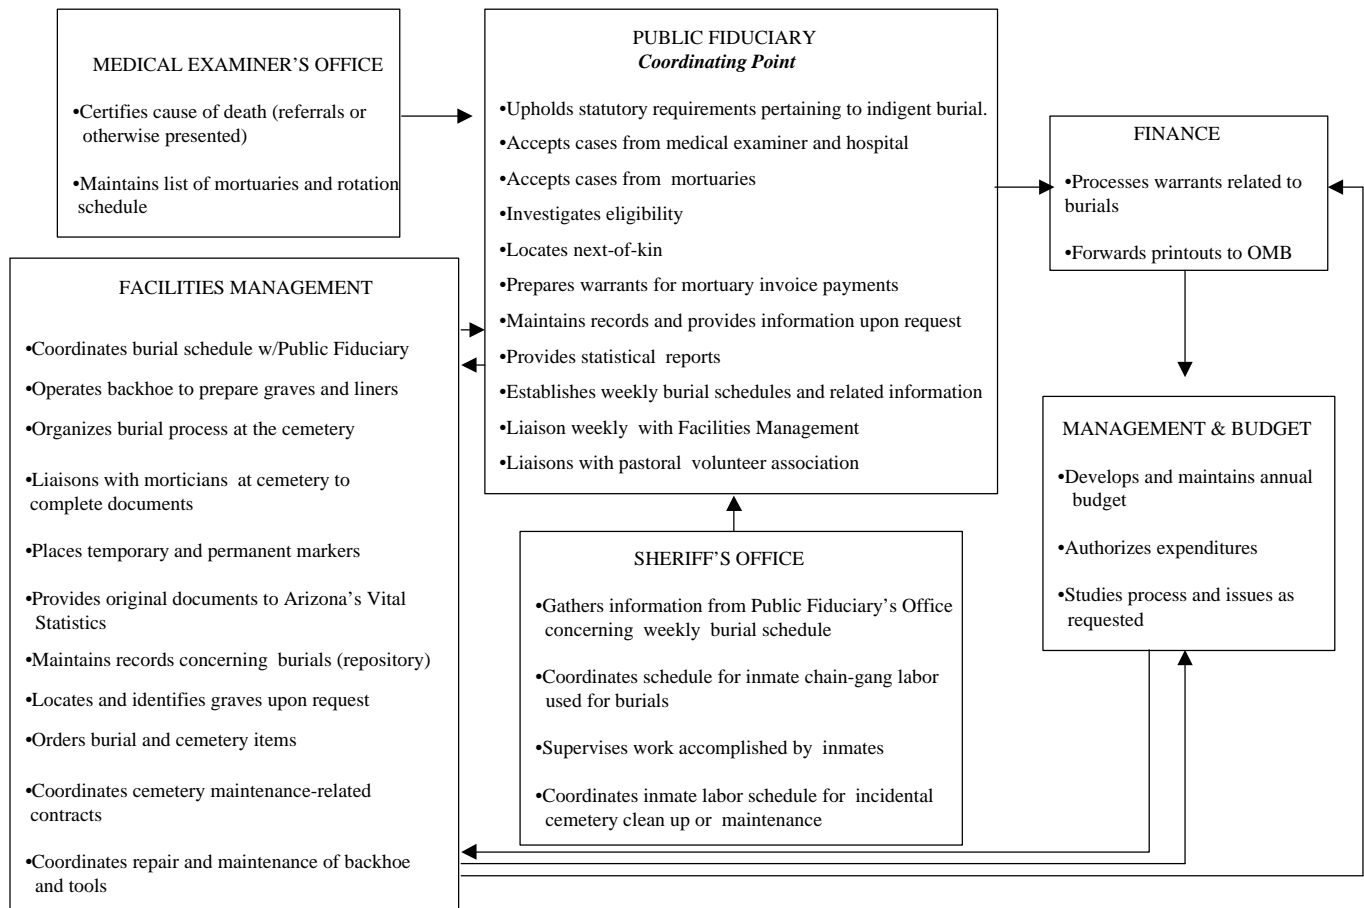 MEDICAL EXAMINER’S OFFICE
•Certifies cause of death (referrals or
otherwise presented)
•Maintains list of mortuaries and rotation
schedule
PUBLIC FIDUCIARY
Coordinating Point
•Upholds statutory requirements pertaining to indigent burial.
•Accepts cases from medical examiner and hospital
•Accepts cases from mortuaries
•Investigates eligibility
•Locates next-of-kin
•Prepares warrants for mortuary invoice payments
•Maintains records and provides information upon request
•Provides statistical reports
•Establishes weekly burial schedules and related information
•Liaison weekly with Facilities Management
•Liaisons with pastoral volunteer association
FINANCE
•Processes warrants related to
burials
•Forwards printouts to OMB
FACILITIES MANAGEMENT
•Coordinates burial schedule w/Public Fiduciary
•Operates backhoe to prepare graves and liners
•Organizes burial process at the cemetery
•Liaisons with morticians at cemetery to
complete documents
•Places temporary and permanent markers
•Provides original documents to Arizona’s Vital
Statistics
•Maintains records concerning burials (repository)
•Locates and identifies graves upon request
•Orders burial and cemetery items
•Coordinates cemetery maintenance-related
contracts
•Coordinates repair and maintenance of backhoe
and tools
SHERIFF’S OFFICE
•Gathers information from Public Fiduciary’s Office
concerning weekly burial schedule
•Coordinates schedule for inmate chain-gang labor
used for burials
•Supervises work accomplished by inmates
•Coordinates inmate labor schedule for incidental
cemetery clean up or maintenance
MANAGEMENT & BUDGET
•Develops and maintains annual
budget
•Authorizes expenditures
•Studies process and issues as
requested